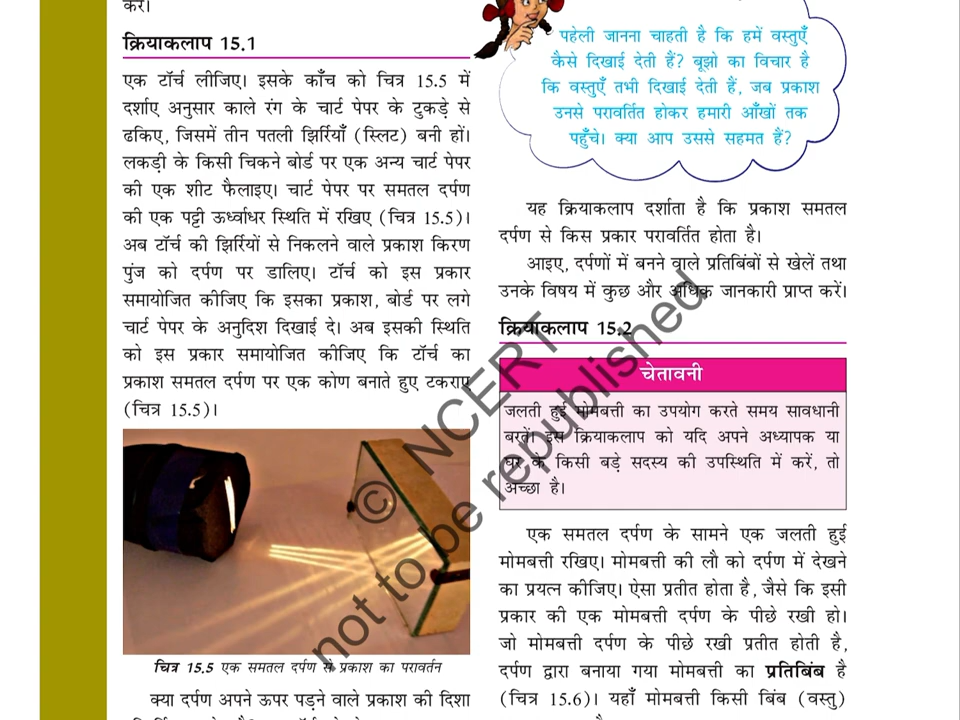 करें।
क्रियाकलाप 15.1
एक टॉर्च लीजिए। इसके काँच को चित्र 15.5 में
दर्शाए अनुसार काले रंग के चार्ट पेपर के टुकड़े से
ढकिए, जिसमें तीन पतली झिर्रियाँ (स्लिट) बनी हों।
लकड़ी के किसी चिकने बोर्ड पर एक अन्य चार्ट पेपर
की एक शीट फैलाइए। चार्ट पेपर पर समतल दर्पण
की एक पट्टी ऊर्ध्वाधर स्थिति में रखिए (चित्र 15.5)।
अब टॉर्च की झिर्रियों से निकलने वाले प्रकाश किरण
पुंज को दर्पण पर डालिए। टॉर्च को इस प्रकार
समायोजित कीजिए कि इसका प्रकाश, बोर्ड पर लगे
चार्ट पेपर के अनुदिश दिखाई दे। अब इसकी स्थिति
को इस प्रकार समायोजित कीजिए कि टॉर्च का
प्रकाश समतल दर्पण पर एक कोण बनाते हुए टकराए
(चित्र 15.5)।
चित्र 15.5 एक समतल दर्पण से प्रकाश का परावर्तन
क्या दर्पण अपने ऊपर पड़ने वाले प्रकाश की दिशा
पहेली जानना चाहती है कि हमें वस्तुएँ
कैसे दिखाई देती हैं? बूझो का विचार है
कि वस्तुएँ तभी दिखाई देती हैं, जब प्रकाश
उनसे परावर्तित होकर हमारी आँखों तक
पहुँचे। क्या आप उससे सहमत हैं?
यह क्रियाकलाप दर्शाता है कि प्रकाश समतल
दर्पण से किस प्रकार परावर्तित होता है।
आइए, दर्पणों में बनने वाले प्रतिबिंबों से खेलें तथा
उनके विषय में कुछ और अधिक जानकारी प्राप्त करें।
क्रियाकलाप 15.2
चेतावनी
जलती हुई मोमबत्ती का उपयोग करते समय सावधानी
बरतें। इस क्रियाकलाप को यदि अपने अध्यापक या
घर के किसी बड़े सदस्य की उपस्थिति में करें, तो
अच्छा है।
एक समतल दर्पण के सामने एक जलती हुई
मोमबत्ती रखिए। मोमबत्ती की लौ को दर्पण में देखने
का प्रयत्न कीजिए। ऐसा प्रतीत होता है, जैसे कि इसी
प्रकार की एक मोमबत्ती दर्पण के पीछे रखी हो।
जो मोमबत्ती दर्पण के पीछे रखी प्रतीत होती है,
दर्पण द्वारा बनाया गया मोमबत्ती का प्रतिबिंब है
(चित्र 15.6)। यहाँ मोमबत्ती किसी बिंब (वस्तु)
© NCERT
not to be republished